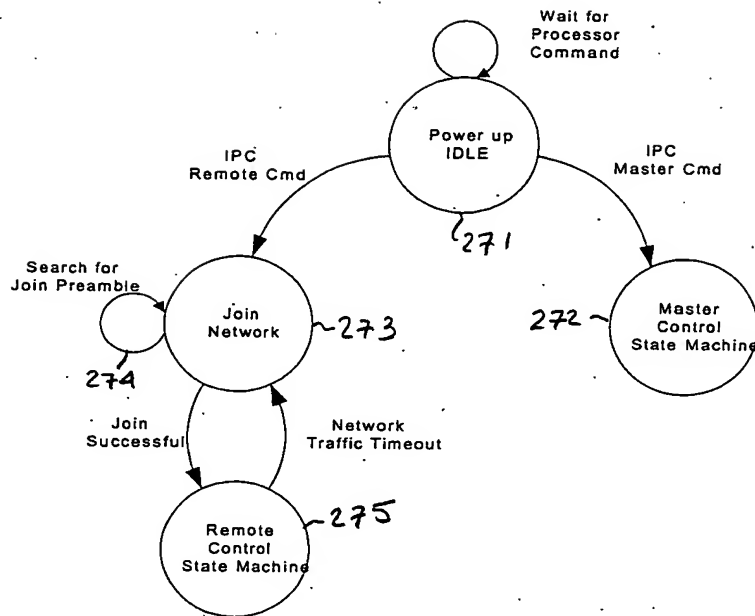 Wait for
Processor
Command
Power up
IDLE
IPC
Remote Cmd
IPC
Master Cmd
271
Search for
Join Preamble
Join
Network
273
274
272
Master
Control
State Machine
Join
Successful
Network
Traffic Timeout
275
Remote
Control
State Machine